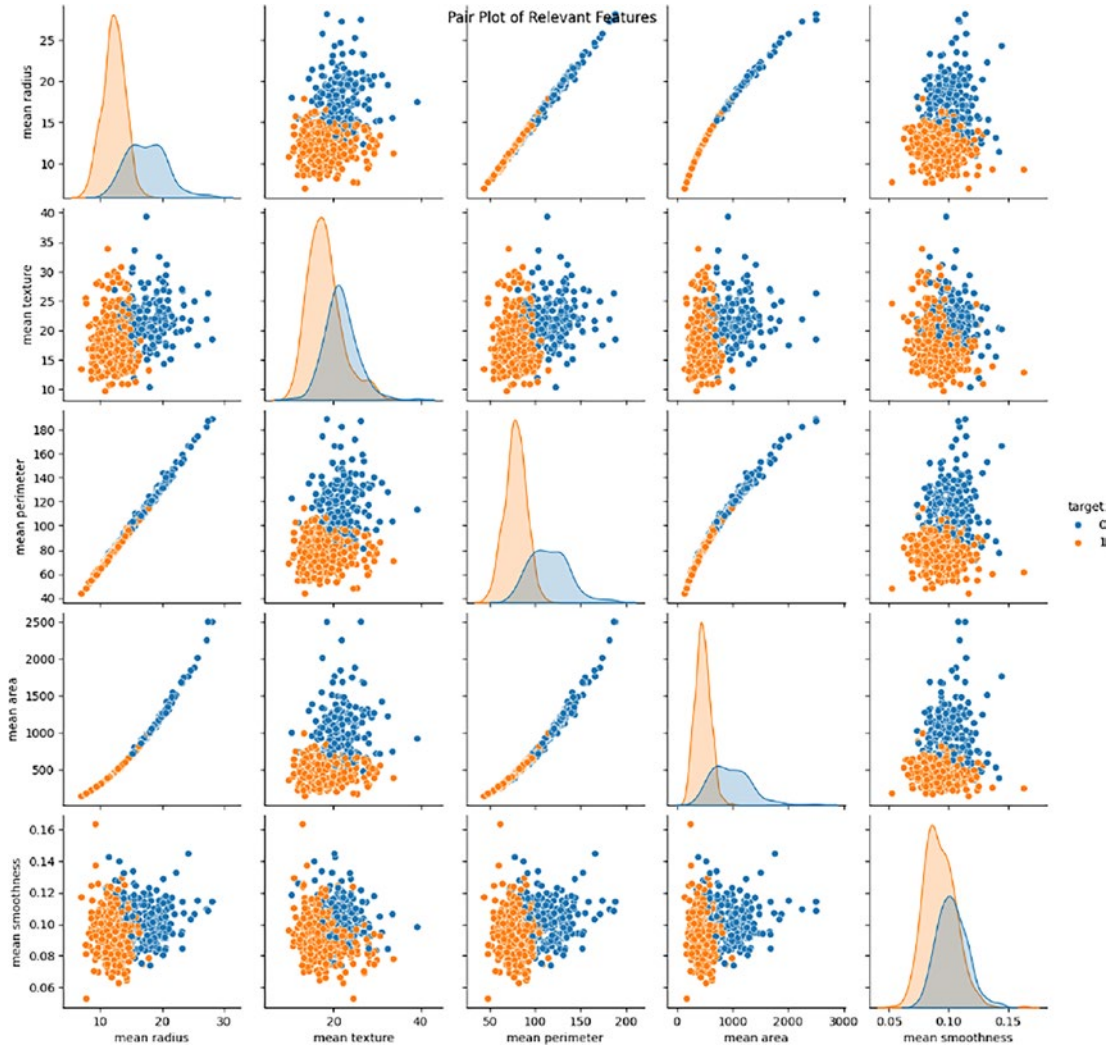 Pair Plot of Relevant Features
mean radius
25
20
15
10
mean texture
40
35
30
25
20
15
10
mean perimeter
180
160
140
120
100
80
60
40
target
0
1
mean area
2500
2000
1500
1000
500
mean smoothness
0.16
0.14
0.12
0.10
0.08
0.06
10 20 30
20 40
50 100 150 200
0 1000 2000 3000
0.05 0.10 0.15
mean radius
mean texture
mean perimeter
mean area
mean smoothness